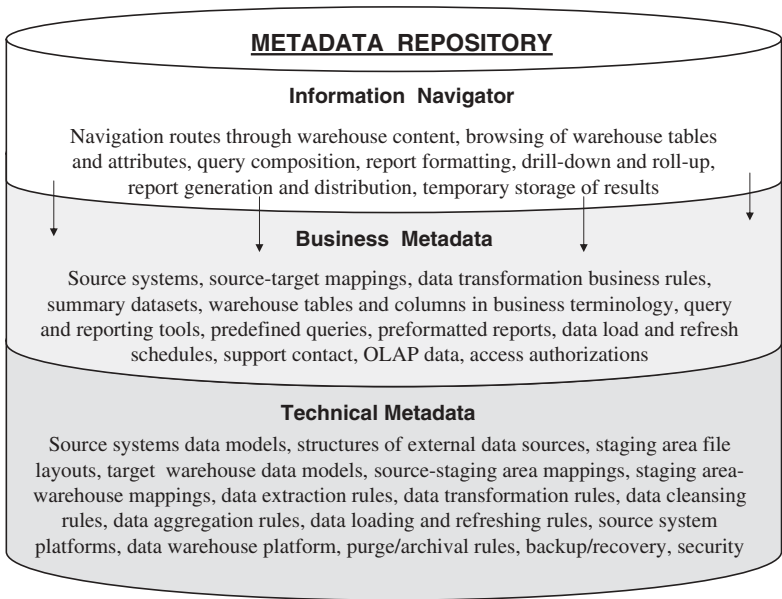 METADATA REPOSITORY
Information Navigator
Navigation routes through warehouse content, browsing of warehouse tables
and attributes, query composition, report formatting, drill-down and roll-up,
report generation and distribution, temporary storage of results
Business Metadata
Source systems, source-target mappings, data transformation business rules,
summary datasets, warehouse tables and columns in business terminology, query
and reporting tools, predefined queries, preformatted reports, data load and refresh
schedules, support contact, OLAP data, access authorizations
Technical Metadata
Source systems data models, structures of external data sources, staging area file
layouts, target warehouse data models, source-staging area mappings, staging area-
warehouse mappings, data extraction rules, data transformation rules, data cleansing
rules, data aggregation rules, data loading and refreshing rules, source system
platforms, data warehouse platform, purge/archival rules, backup/recovery, security